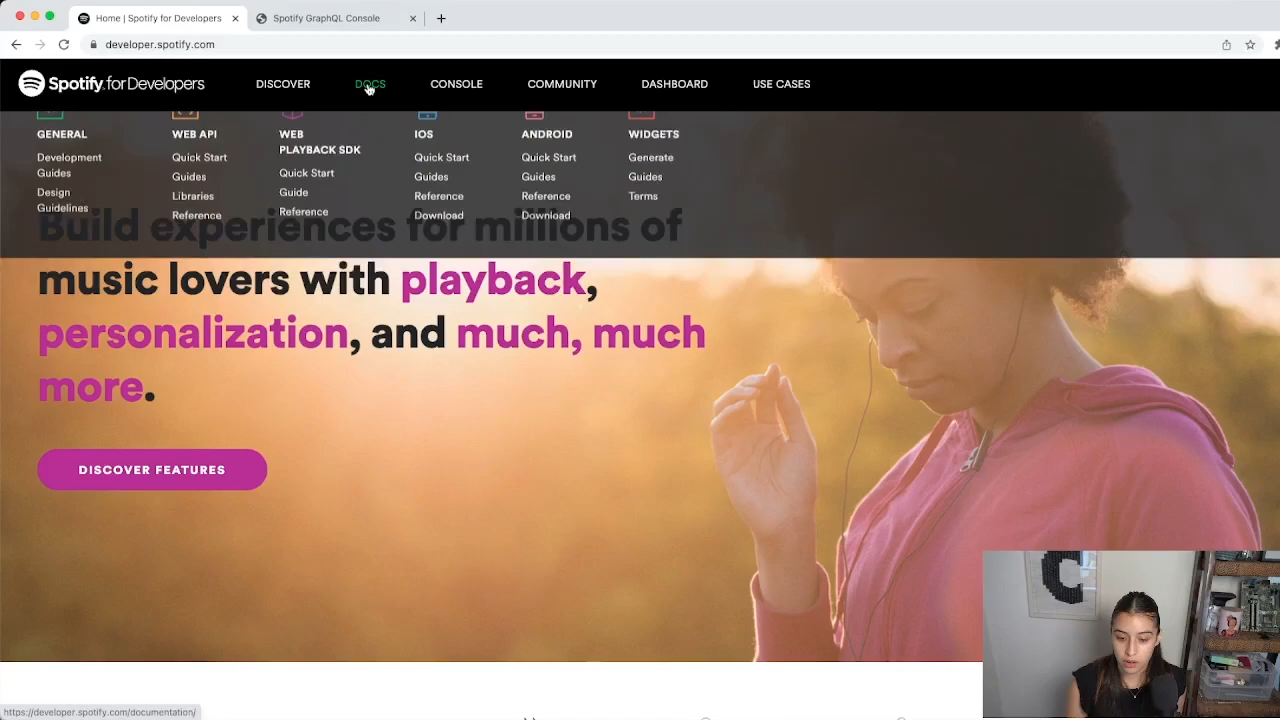 Home | Spotify for Developers
Spotify GraphQL Console
developer.spotify.com
Spotify for Developers
DISCOVER
DOCS
CONSOLE
COMMUNITY
DASHBOARD
USE CASES
GENERAL
Development
Guides
Design
Guidelines
WEB API
Quick Start
Guides
Libraries
Reference
WEB
PLAYBACK SDK
Quick Start
Guide
Reference
IOS
Quick Start
Guides
Reference
Download
ANDROID
Quick Start
Guides
Reference
Download
WIDGETS
Generate
Guides
Terms
Build experiences for millions of
music lovers with playback,
personalization, and much, much
more.
DISCOVER FEATURES
C
https://developer.spotify.com/documentation/